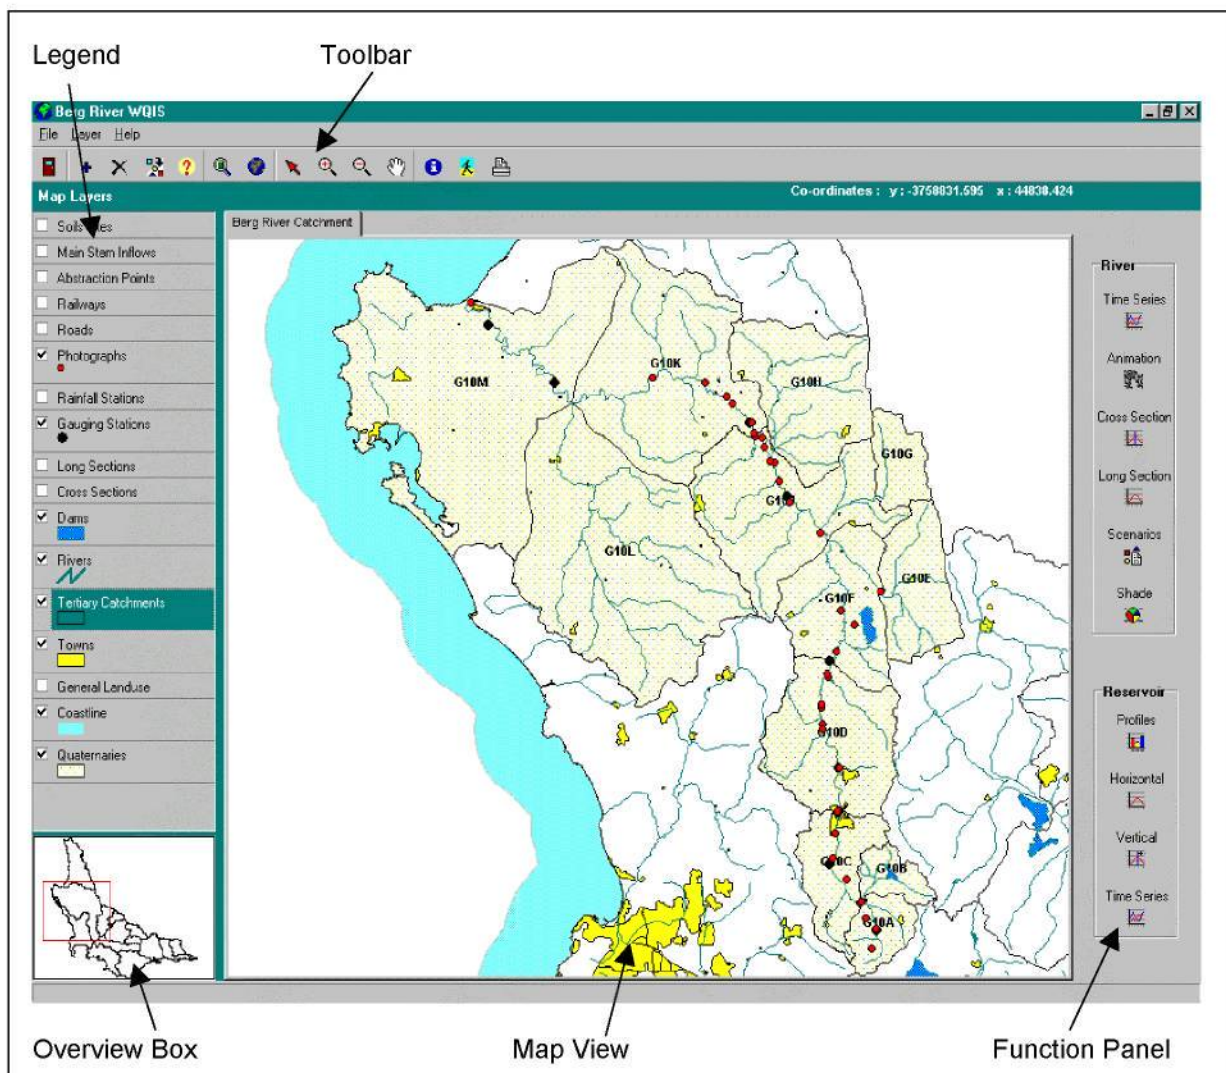 Legend
Toolbar
Berg River WQIS
File Layer Help
Map Layers
Co-ordinates : y : -3758831.595 x : 44838.424
Soils
Main Stem Inflows
Abstraction Points
Railways
Roads
Photographs
Rainfall Stations
Gauging Stations
Long Sections
Cross Sections
Dams
Rivers
Tertiary Catchments
Towns
General Landuse
Coastline
Quaternaries
Berg River Catchment
G10M
G10K
G10H
G10G
G10L
G10E
G10F
G10D
G10C
G10B
G10A
River
Time Series
Animation
Cross Section
Long Section
Scenarios
Shade
Reservoir
Profiles
Horizontal
Vertical
Time Series
Overview Box
Map View
Function Panel